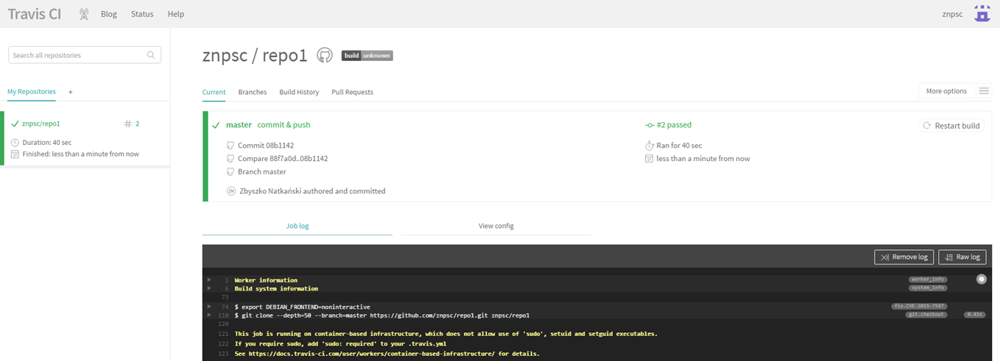 Travis CI Blog Status Help znpsc
Search all repositories
My Repositories +
znpsc/repo1 # 2
Duration: 40 sec
Finished: less than a minute from now
znpsc / repo1 build unknown
Current Branches Build History Pull Requests More options
master commit & push #2 passed Restart build
Commit 08b1142 Ran for 40 sec
Compare 88f7a0d..08b1142 less than a minute from now
Branch master
ZN Zbyszko Natkański authored and committed
Job log View config
Remove log Raw log
1 Worker information worker_info
6 Build system information system_info
73
74 $ export DEBIAN_FRONTEND=noninteractive fix.CVE-2015-7547
110 $ git clone --depth=50 --branch=master https://github.com/znpsc/repo1.git znpsc/repo1 git.checkout 0.41s
120
121 This job is running on container-based infrastructure, which does not allow use of 'sudo', setuid and setguid executables.
122 If you require sudo, add 'sudo: required' to your .travis.yml
123 See https://docs.travis-ci.com/user/workers/container-based-infrastructure/ for details.